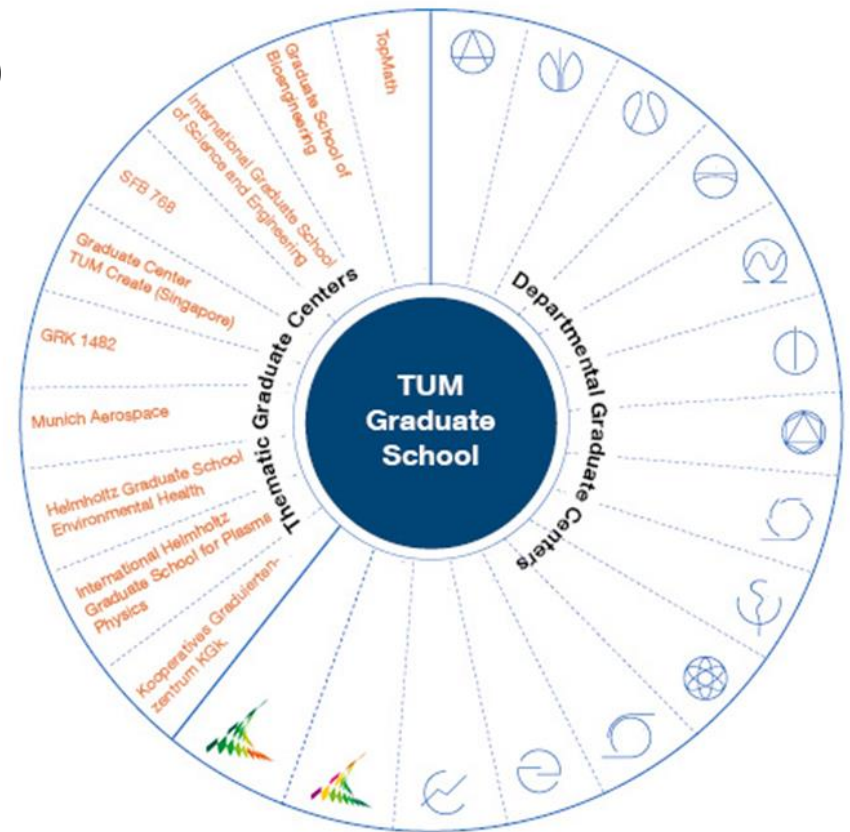 TopMath
Graduate School of
Bioengineering
International Graduate School
of Science and Engineering
SFB 768
Graduate Center
TUM Create (Singapore)
GRK 1482
Munich Aerospace
Helmholtz Graduate School
Environmental Health
International Helmholtz
Graduate School for Plasma
Physics
Kooperatives Graduierten-
zentrum KGk.
Thematic Graduate Centers
Departmental Graduate Centers
TUM
Graduate
School